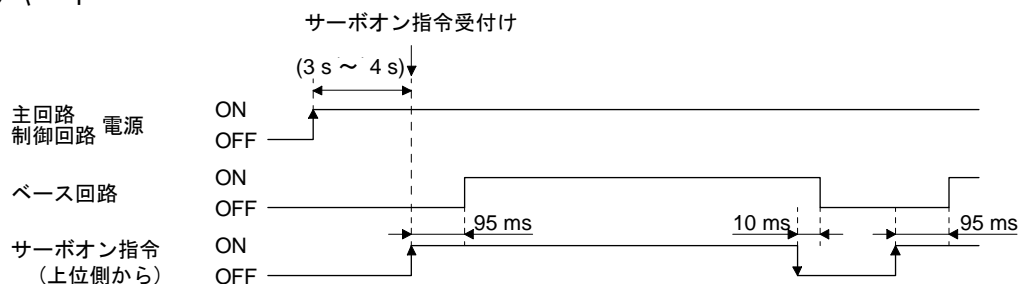 サーボオン指令受付け
(3 s ～ 4 s)
主回路
制御回路 電源
ON
OFF
ベース回路
ON
OFF
95 ms
10 ms
95 ms
サーボオン指令
(上位側から)
ON
OFF